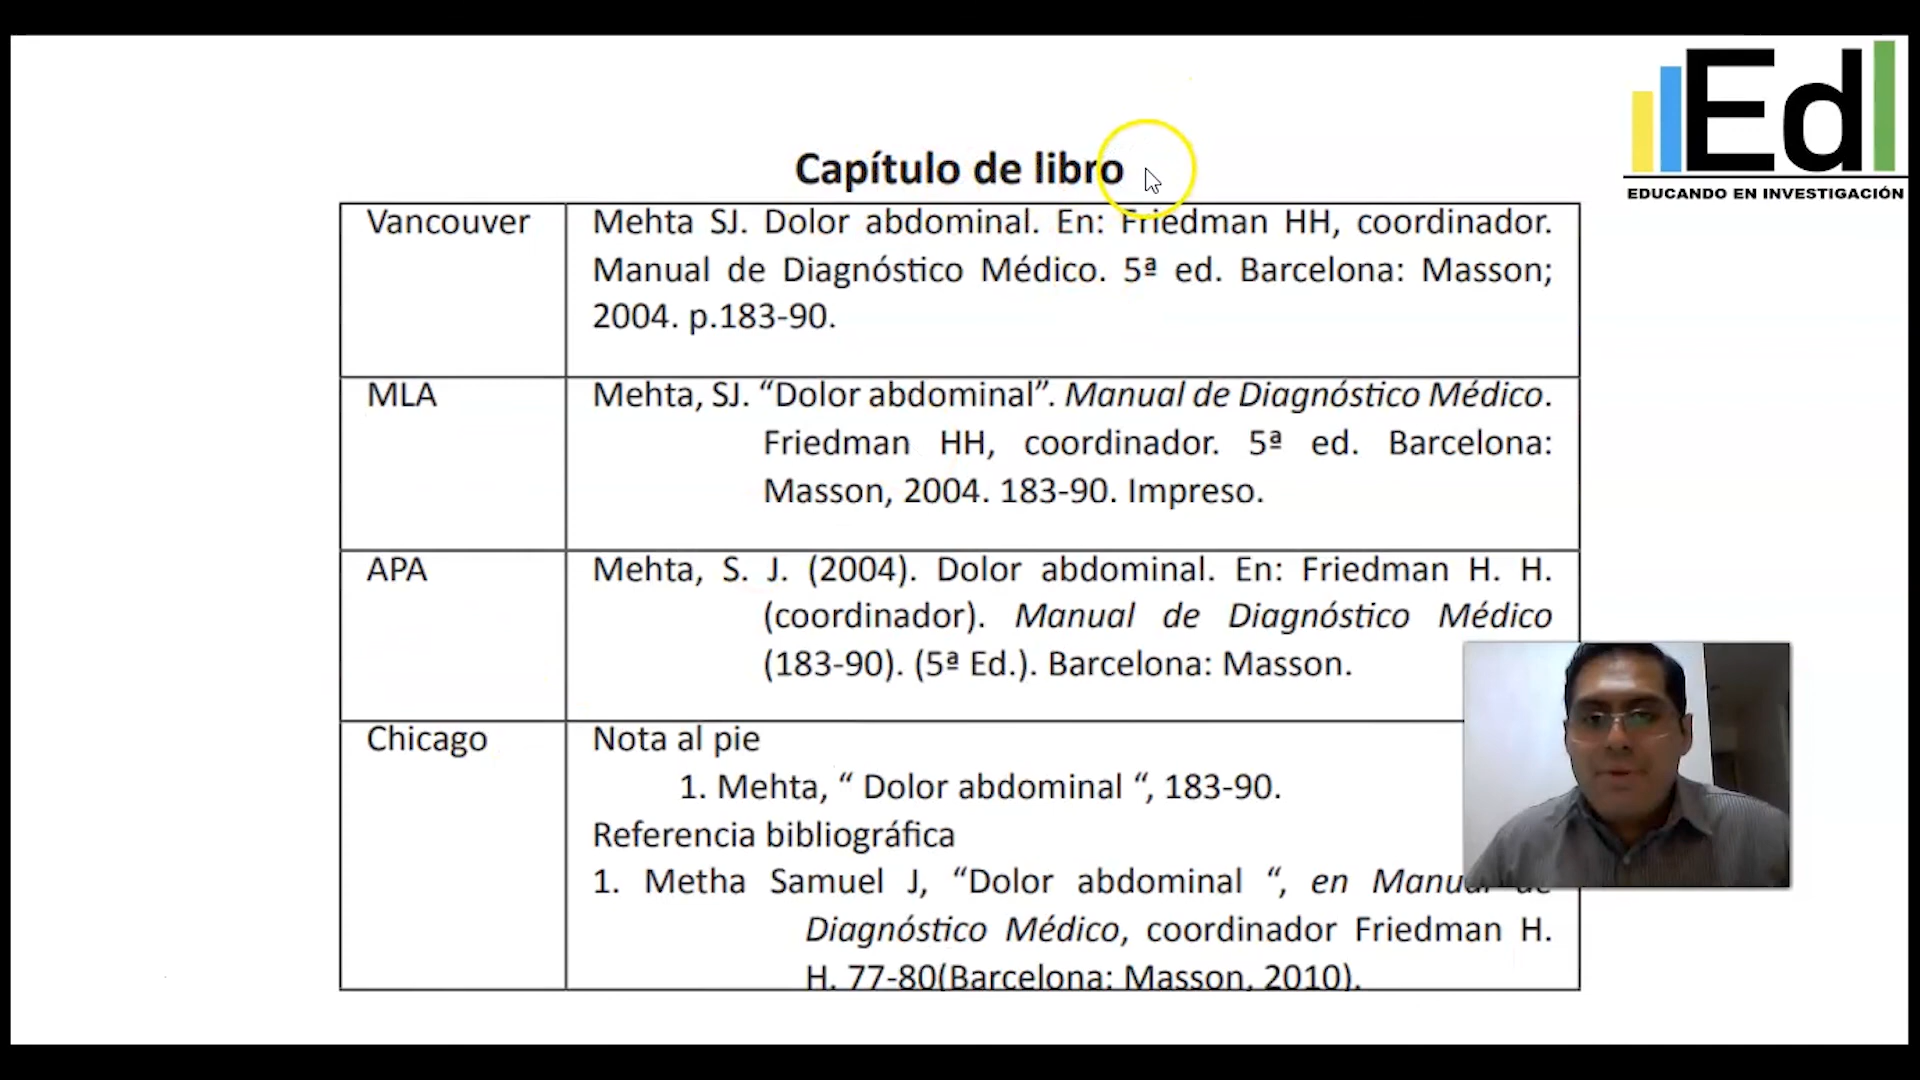 Ed
EDUCANDO EN INVESTIGACIÓN
Capítulo de libro
Vancouver
Mehta SJ. Dolor abdominal. En: Friedman HH, coordinador.
Manual de Diagnóstico Médico. 5ª ed. Barcelona: Masson;
2004. p.183-90.
MLA
Mehta, SJ. “Dolor abdominal”. Manual de Diagnóstico Médico.
Friedman HH, coordinador. 5ª ed. Barcelona:
Masson, 2004. 183-90. Impreso.
APA
Mehta, S. J. (2004). Dolor abdominal. En: Friedman H. H.
(coordinador). Manual de Diagnóstico Médico
(183-90). (5ª Ed.). Barcelona: Masson.
Chicago
Nota al pie
1. Mehta, “ Dolor abdominal “, 183-90.
Referencia bibliográfica
1. Metha Samuel J, “Dolor abdominal “, en Manual de
Diagnóstico Médico, coordinador Friedman H.
H. 77-80(Barcelona: Masson, 2010).